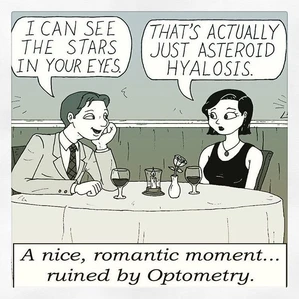 I CAN SEE
THE STARS
IN YOUR EYES.
THAT'S ACTUALLY
JUST ASTEROID
HYALOSIS.
A nice, romantic moment...
ruined by Optometry.